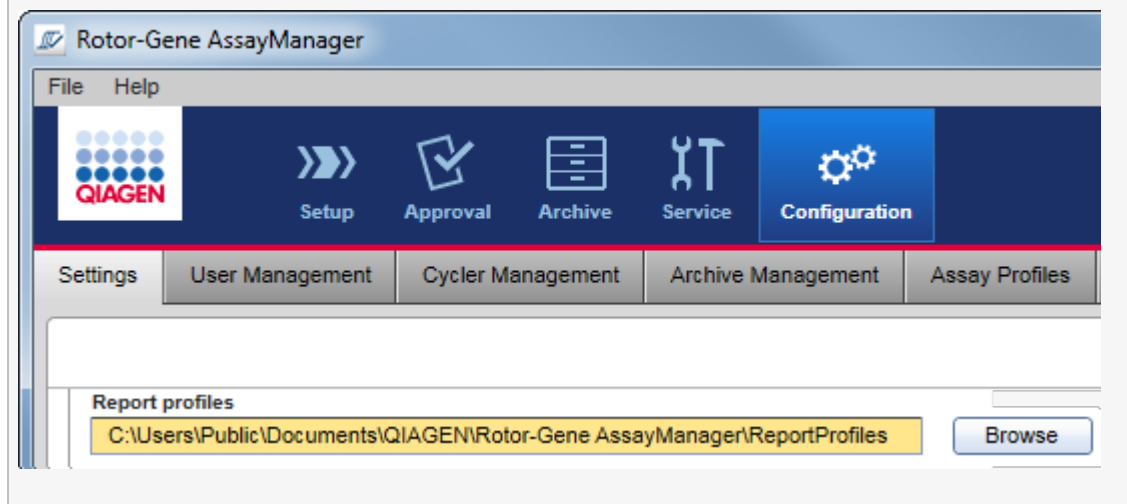 Rotor-Gene AssayManager
File Help
QIAGEN
Setup Approval Archive Service Configuration
Settings User Management Cycler Management Archive Management Assay Profiles
Report profiles
C:\Users\Public\Documents\QIAGEN\Rotor-Gene AssayManager\ReportProfiles Browse